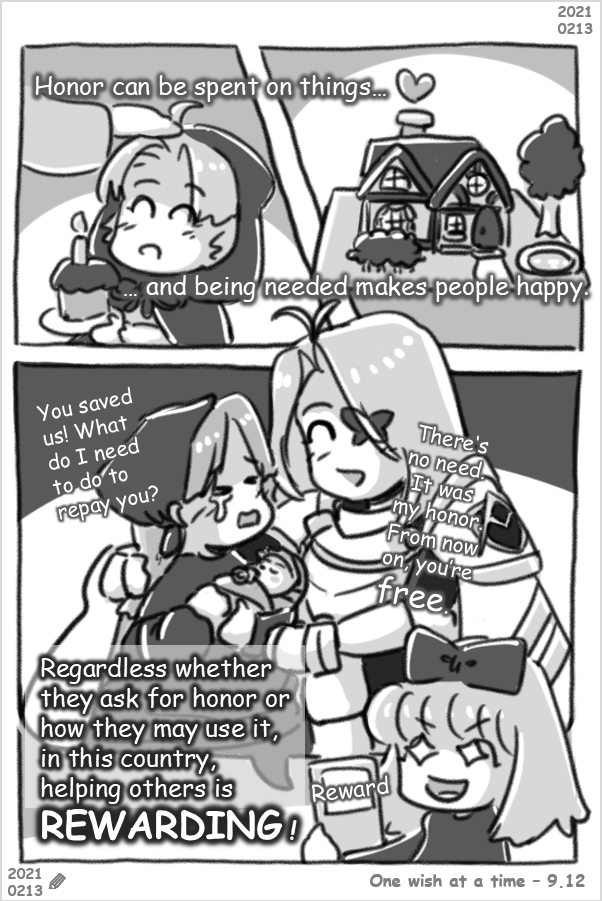 2021
0213
Honor can be spent on things...
... and being needed makes people happy.
You saved
us! What
do I need
to do to
repay you?
There's
no need.
It was
my honor.
From now
on, you're
free.
Regardless whether
they ask for honor or
how they may use it,
in this country,
helping others is
REWARDING!
Reward
2021
0213
One wish at a time - 9.12